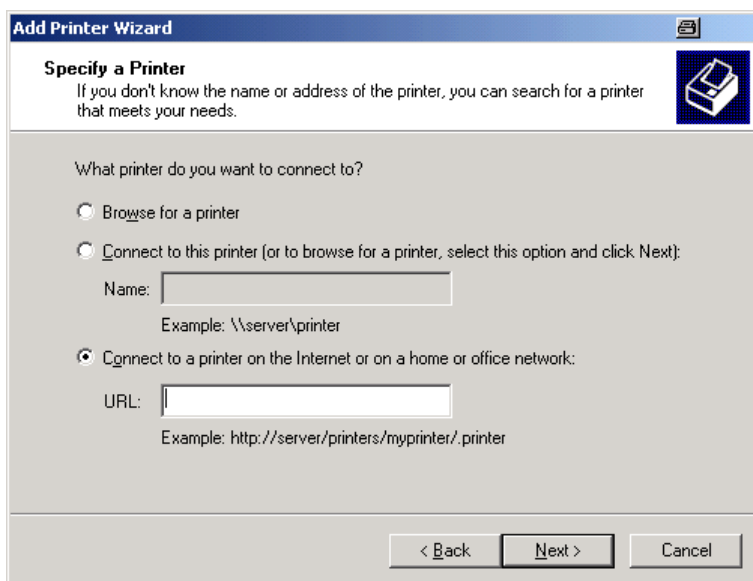 Add Printer Wizard
Specify a Printer
If you don't know the name or address of the printer, you can search for a printer
that meets your needs.
What printer do you want to connect to?
Browse for a printer
Connect to this printer (or to browse for a printer, select this option and click Next):
Name:
Example: \\server\printer
Connect to a printer on the Internet or on a home or office network:
URL:
Example: http://server/printers/myprinter/.printer
< Back Next > Cancel